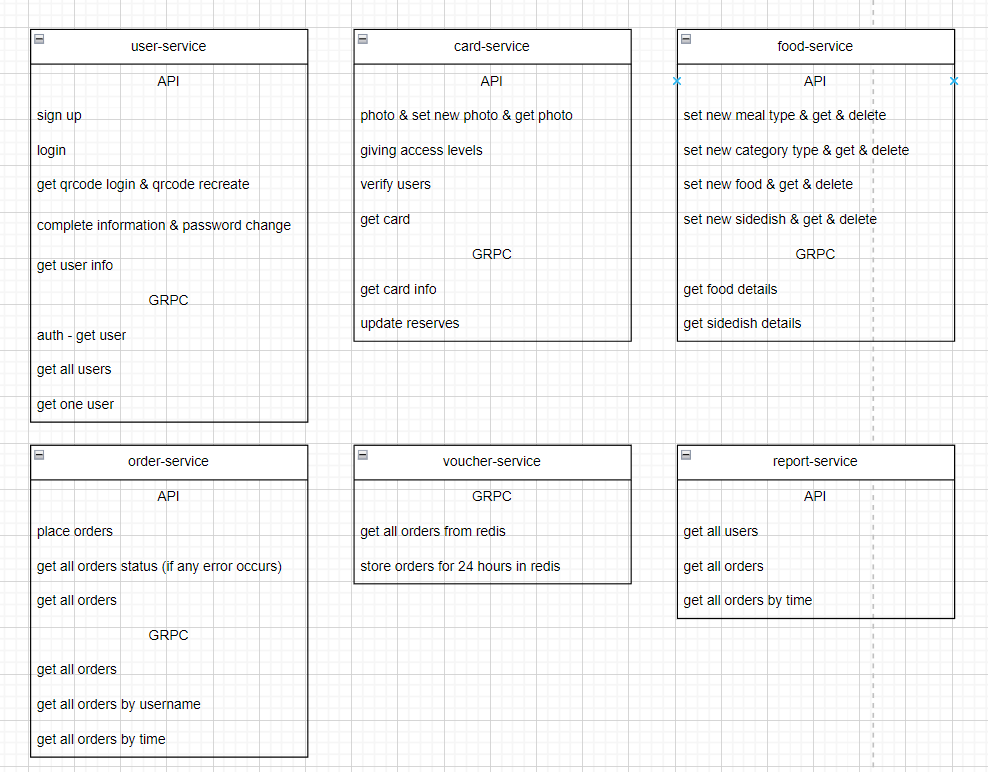 user-service
API
sign up
login
get qrcode login & qrcode recreate
complete information & password change
get user info
GRPC
auth - get user
get all users
get one user
card-service
API
photo & set new photo & get photo
giving access levels
verify users
get card
GRPC
get card info
update reserves
food-service
API
set new meal type & get & delete
set new category type & get & delete
set new food & get & delete
set new sidedish & get & delete
GRPC
get food details
get sidedish details
order-service
API
place orders
get all orders status (if any error occurs)
get all orders
GRPC
get all orders
get all orders by username
get all orders by time
voucher-service
GRPC
get all orders from redis
store orders for 24 hours in redis
report-service
API
get all users
get all orders
get all orders by time